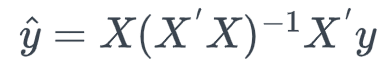 ŷ = X(X′X)⁻¹X′y